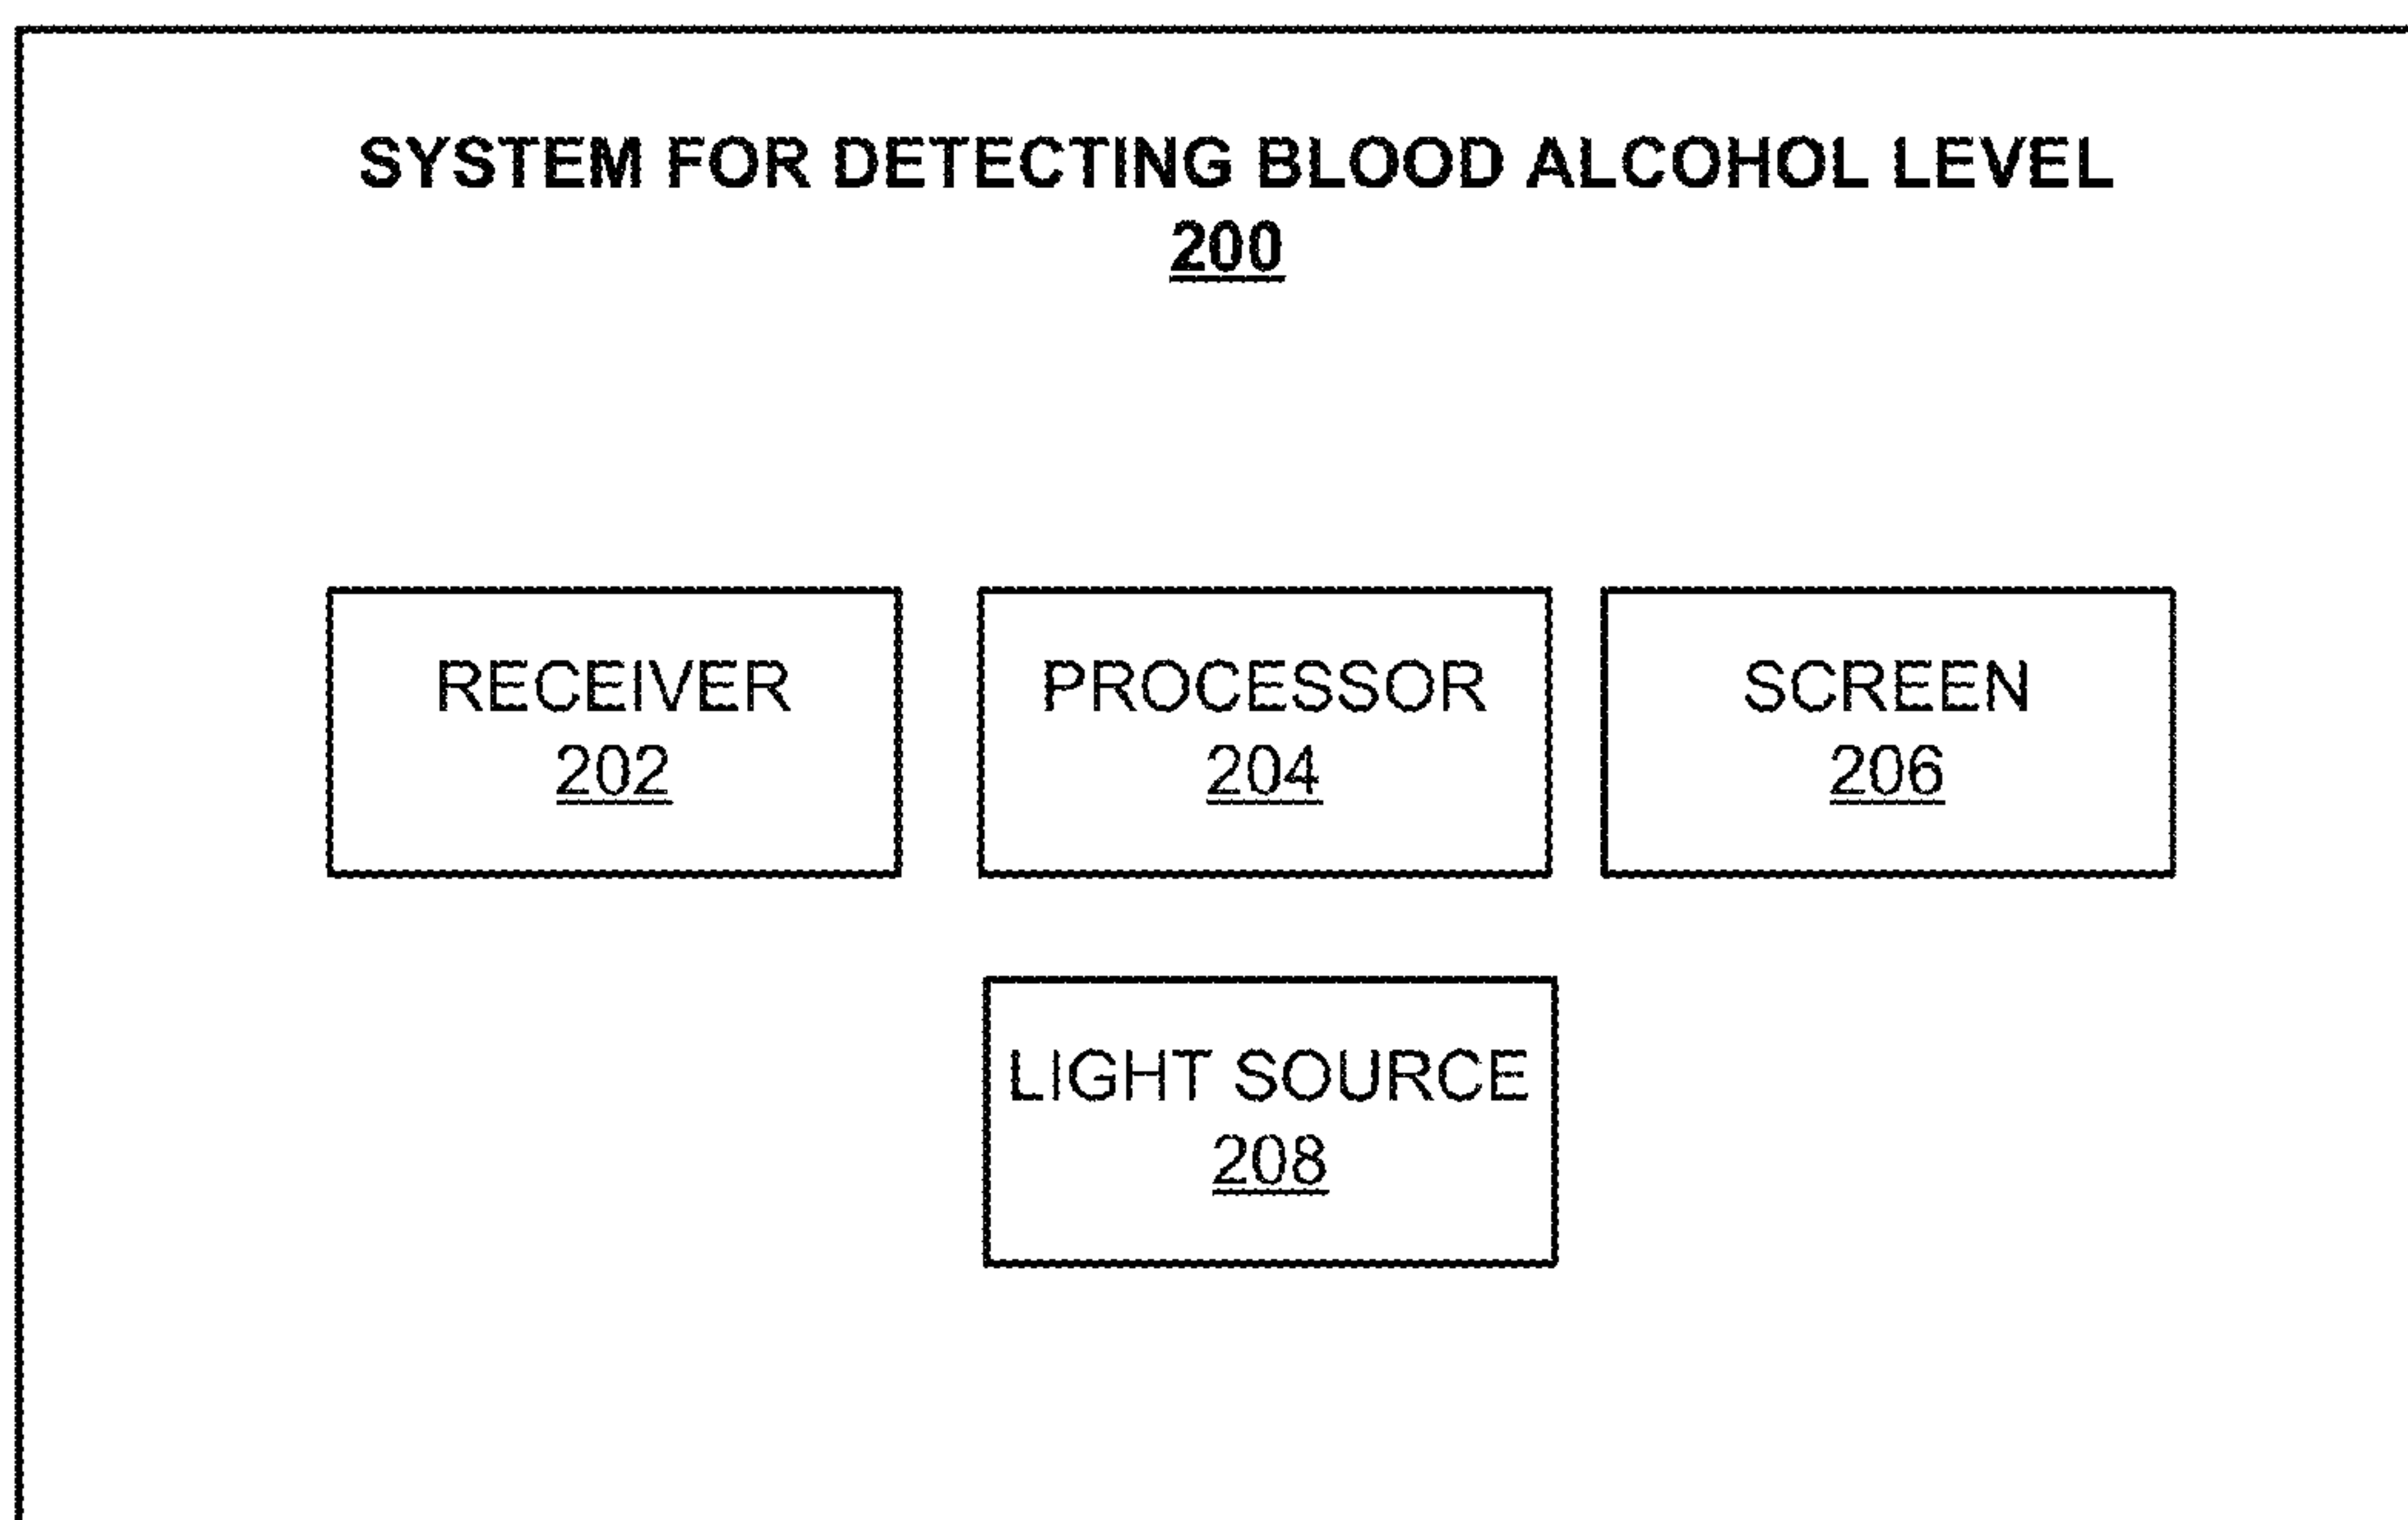 SYSTEM FOR DETECTING BLOOD ALCOHOL LEVEL
200
RECEIVER
202
PROCESSOR
204
SCREEN
206
LIGHT SOURCE
208